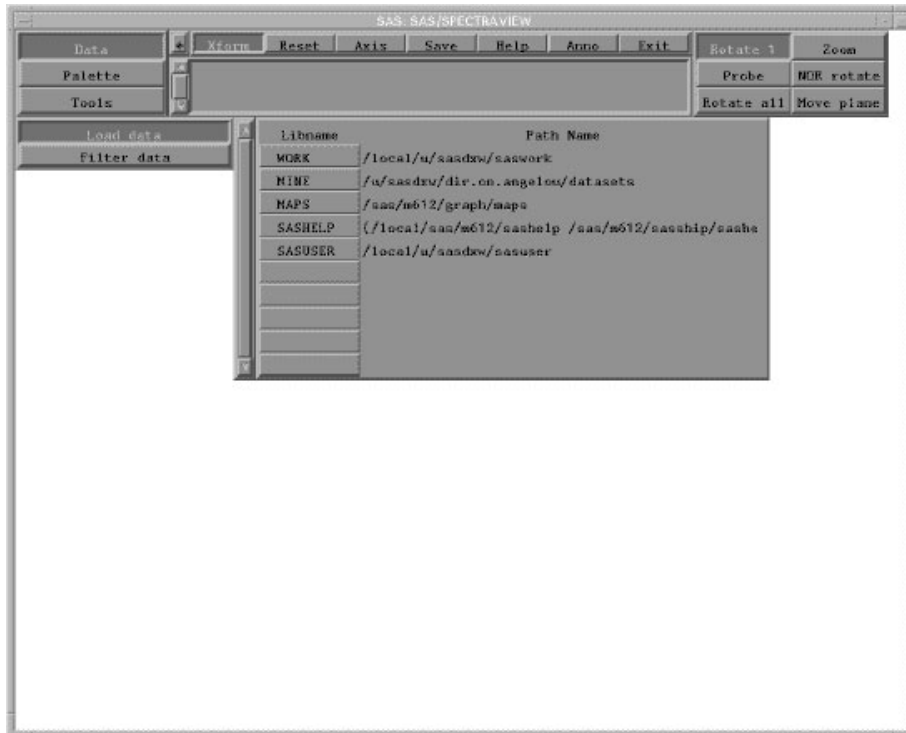 SAS: SAS/SPECTRAVIEW
Data
Palette
Tools
Xform Reset Axis Save Help Anno Exit
Rotate 1 Zoom
Probe NOR rotate
Rotate all Move plane
Load data
Filter data
Libname Path Name
WORK /local/u/sasdxw/saswork
MINE /u/sasdxw/dir.on.angelou/datasets
MAPS /sas/m612/graph/maps
SASHELP (/local/sas/m612/sashelp /sas/m612/sasship/sashe
SASUSER /local/u/sasdxw/sasuser